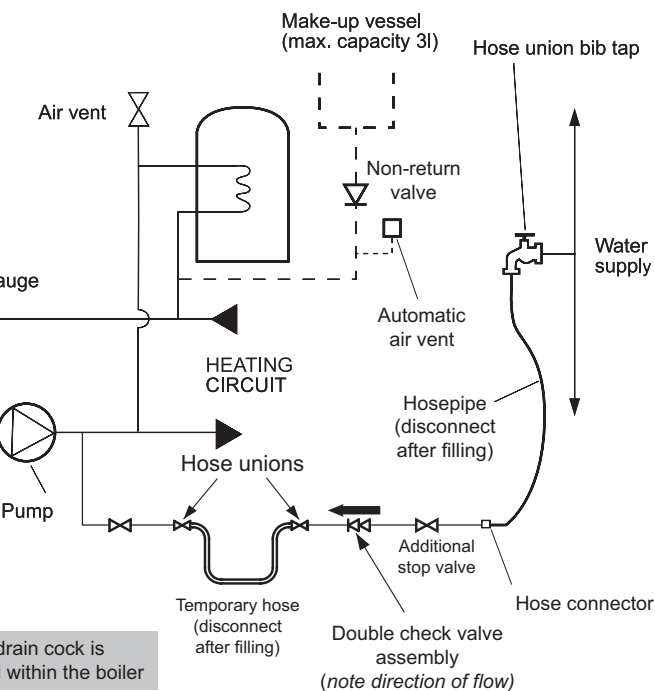 Make-up vessel
(max. capacity 3l)
Hose union bib tap
Air vent
Non-return
valve
Water
supply
auge
Automatic
air vent
HEATING
CIRCUIT
Hosepipe
(disconnect
after filling)
Hose unions
Pump
Additional
stop valve
Temporary hose
(disconnect
after filling)
Hose connector
Double check valve
assembly
(note direction of flow)
drain cock is
within the boiler